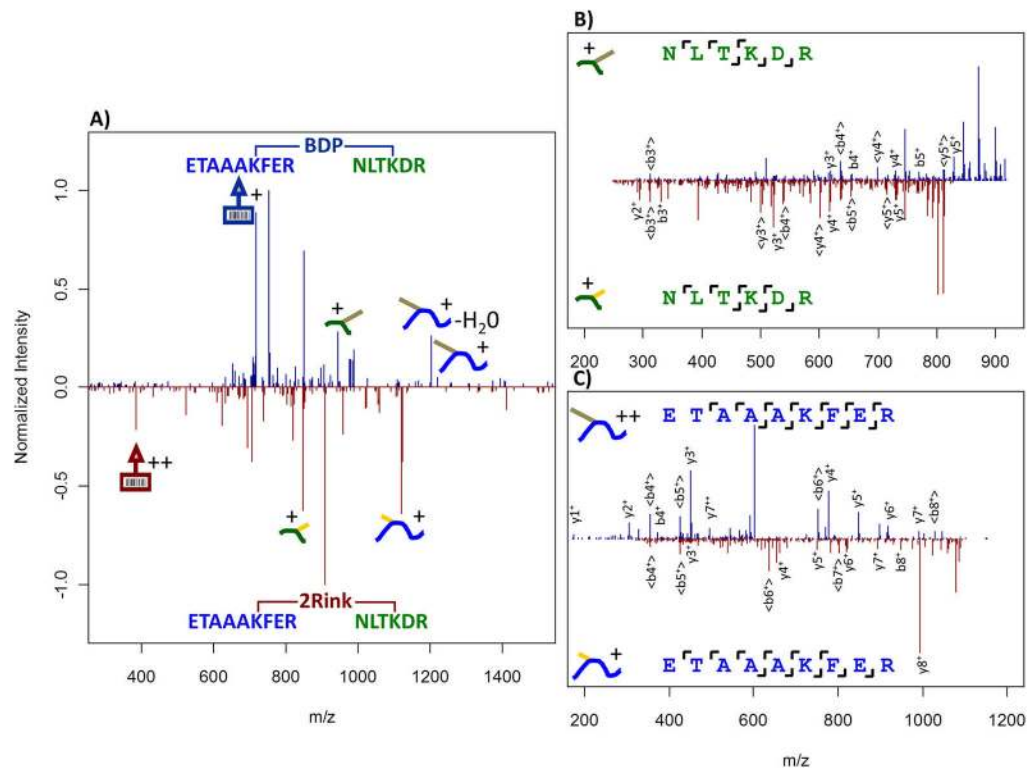 A)
BDP
ETAAAKFER
NLTKDR
+
+
+
+
-H20
+
1.0
0.5
0.0
-0.5
-1.0
Normalized Intensity
++
+
+
2Rink
ETAAAKFER
NLTKDR
400 600 800 1000 1200 1400
m/z
B)
+
N L T K D R
<b3⁺> y3⁺ <b4⁺> b4⁺ <y4⁺> y4⁺ b5⁺ <y5⁺> y5⁺
y2⁺ <b3⁺> b3⁺ <y3⁺> y3⁺ <b4⁺> <y4⁺> y4⁺ <b5⁺> <y5⁺> y5⁺
+
N L T K D R
200 300 400 500 600 700 800 900
C)
++
E T A A A K F E R
y1⁺ y2⁺ <b4⁺> b4⁺ <b5⁺> y3⁺ y7⁺⁺ <b6⁺> y4⁺ y5⁺ y6⁺ y7⁺ <b8⁺>
<b4⁺> <b5⁺> y3⁺ <b6⁺> y4⁺ y5⁺ <b7⁺> y6⁺ y7⁺ b8⁺ y8⁺
+
E T A A A K F E R
200 400 600 800 1000 1200
m/z